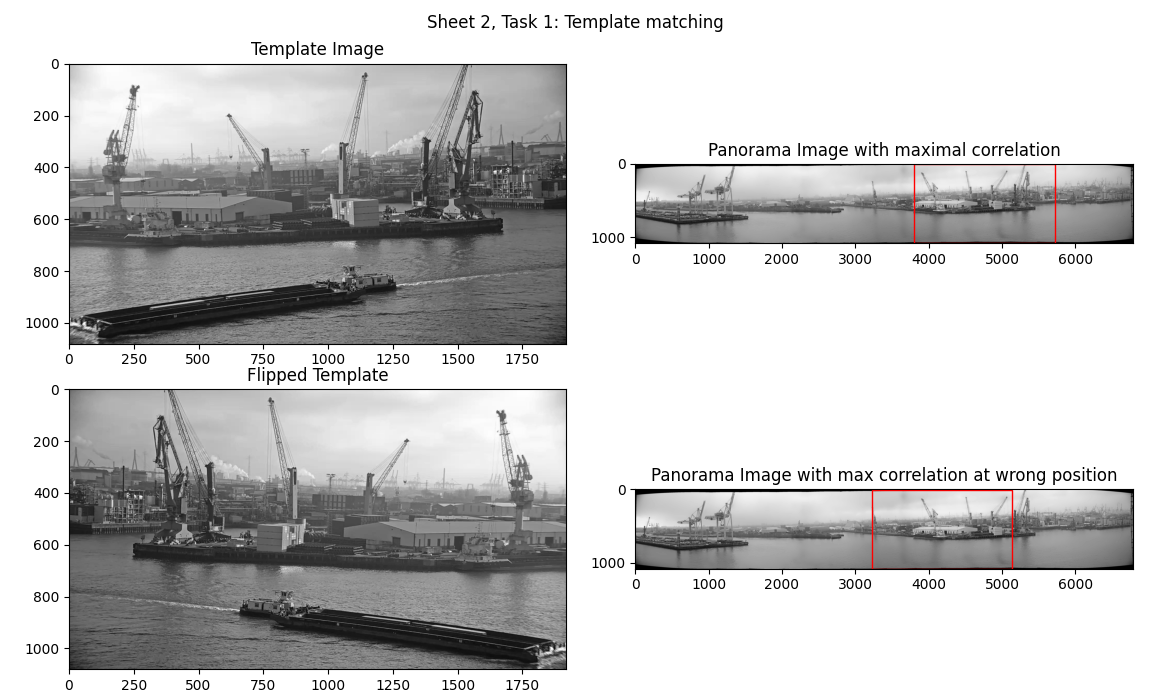 Sheet 2, Task 1: Template matching
Template Image
0
200
400
600
800
1000
0 250 500 750 1000 1250 1500 1750
Panorama Image with maximal correlation
0
1000
0 1000 2000 3000 4000 5000 6000
Flipped Template
0
200
400
600
800
1000
0 250 500 750 1000 1250 1500 1750
Panorama Image with max correlation at wrong position
0
1000
0 1000 2000 3000 4000 5000 6000